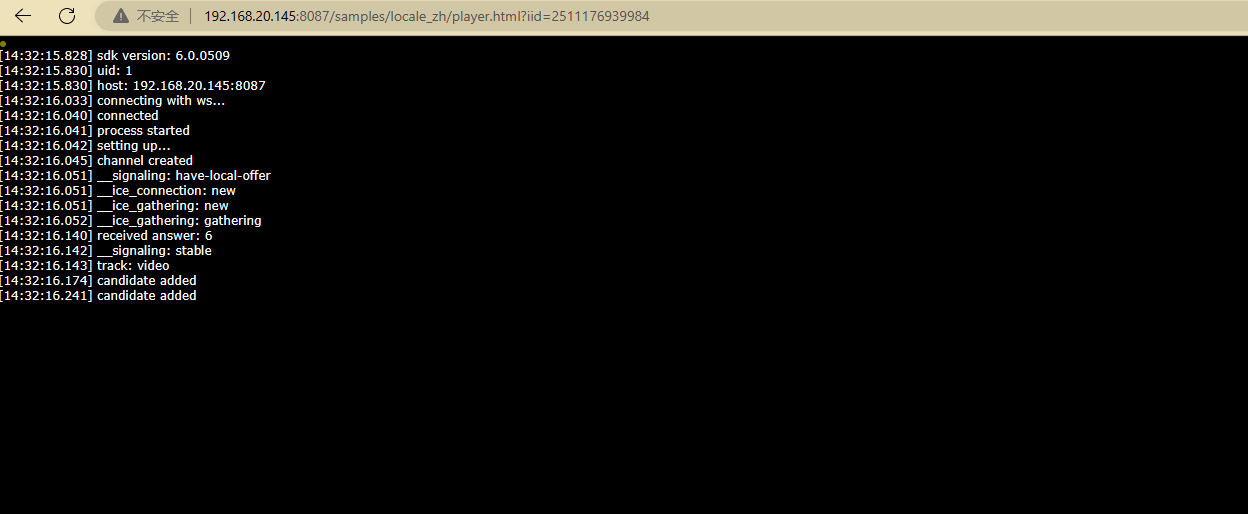 不安全 192.168.20.145:8087/samples/locale_zh/player.html?iid=2511176939984
[14:32:15.828] sdk version: 6.0.0509
[14:32:15.830] uid: 1
[14:32:15.830] host: 192.168.20.145:8087
[14:32:16.033] connecting with ws...
[14:32:16.040] connected
[14:32:16.041] process started
[14:32:16.042] setting up...
[14:32:16.045] channel created
[14:32:16.051] __signaling: have-local-offer
[14:32:16.051] __ice_connection: new
[14:32:16.051] __ice_gathering: new
[14:32:16.052] __ice_gathering: gathering
[14:32:16.140] received answer: 6
[14:32:16.142] __signaling: stable
[14:32:16.143] track: video
[14:32:16.174] candidate added
[14:32:16.241] candidate added